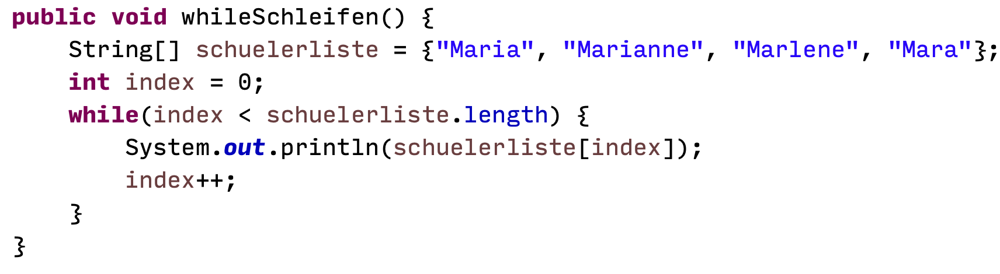 public void whileSchleifen() {
    String[] schuelerliste = {"Maria", "Marianne", "Marlene", "Mara"};
    int index = 0;
    while(index < schuelerliste.length) {
        System.out.println(schuelerliste[index]);
        index++;
    }
}